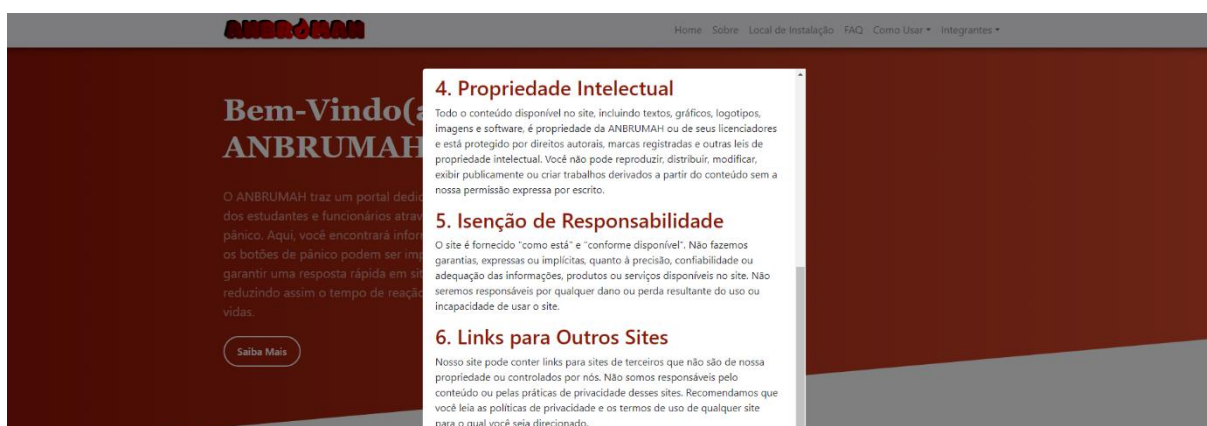 ANBRUMAH
Home Sobre Local de Instalação FAQ Como Usar Integrantes
Bem-Vindo(a
ANBRUMAH
O ANBRUMAH traz um portal dedic
dos estudantes e funcionários atrav
pânico. Aqui, você encontrará infor
os botões de pânico podem ser imp
garantir uma resposta rápida em sit
reduzindo assim o tempo de reação
vidas.
Saiba Mais
4. Propriedade Intelectual
Todo o conteúdo disponível no site, incluindo textos, gráficos, logotipos,
imagens e software, é propriedade da ANBRUMAH ou de seus licenciadores
e está protegido por direitos autorais, marcas registradas e outras leis de
propriedade intelectual. Você não pode reproduzir, distribuir, modificar,
exibir publicamente ou criar trabalhos derivados a partir do conteúdo sem a
nossa permissão expressa por escrito.
5. Isenção de Responsabilidade
O site é fornecido "como está" e "conforme disponível". Não fazemos
garantias, expressas ou implícitas, quanto à precisão, confiabilidade ou
adequação das informações, produtos ou serviços disponíveis no site. Não
seremos responsáveis por qualquer dano ou perda resultante do uso ou
incapacidade de usar o site.
6. Links para Outros Sites
Nosso site pode conter links para sites de terceiros que não são de nossa
propriedade ou controlados por nós. Não somos responsáveis pelo
conteúdo ou pelas práticas de privacidade desses sites. Recomendamos que
você leia as políticas de privacidade e os termos de uso de qualquer site
para o qual você seja direcionado.